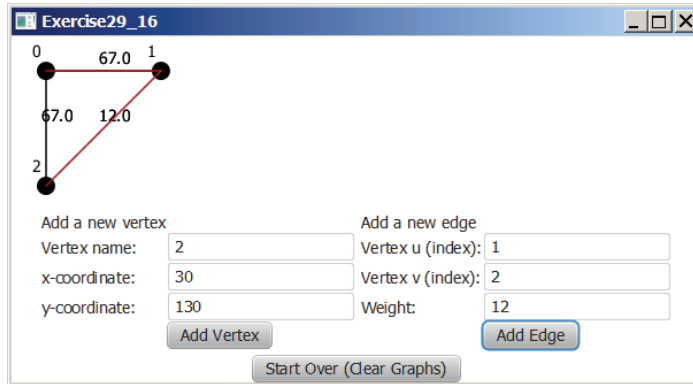 Exercise29_16
0 67.0 1
67.0 12.0
2
Add a new vertex Add a new edge
Vertex name: 2 Vertex u (index): 1
x-coordinate: 30 Vertex v (index): 2
y-coordinate: 130 Weight: 12
Add Vertex Add Edge
Start Over (Clear Graphs)